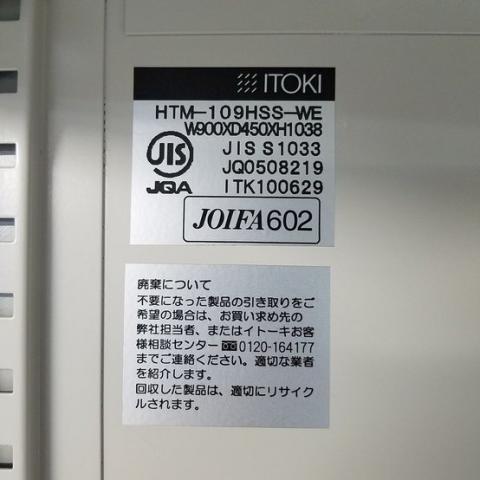 ITOKI
HTM-109HSS-WE
W900XD450XH1038
JIS
JIS S1033
JQ0508219
JQA
ITK100629
JOIFA602
廃棄について
不要になった製品の引き取りをご
希望の場合は、お買い求め先の
弊社担当者、またはイトーキお客
様相談センター 0120-164177
までご連絡ください。適切な業者
を紹介します。
回収した製品は、適切にリサイク
ルされます。